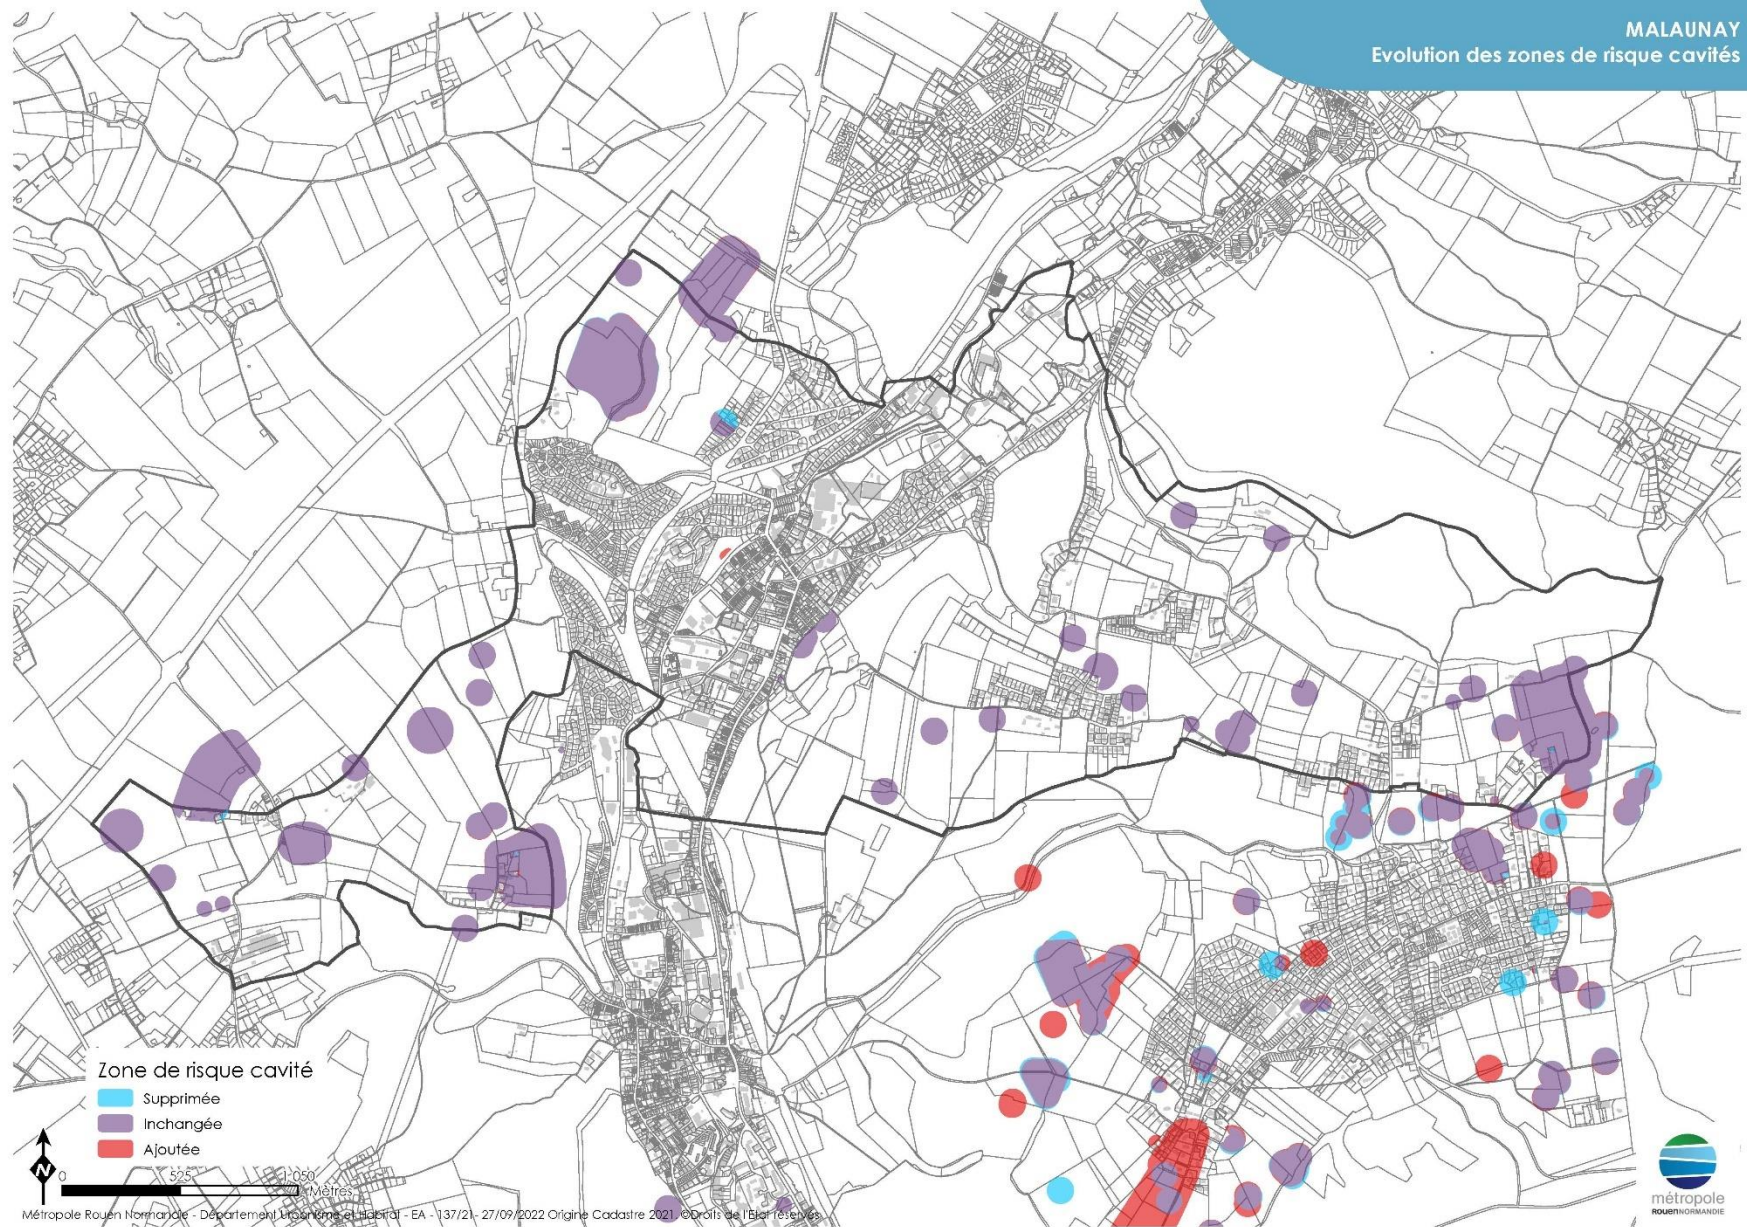 MALAUNAY
Evolution des zones de risque cavités
Zone de risque cavité
Supprimée
Inchangée
Ajoutée
N
0 525 1 050
Mètres
Métropole Rouen Normandie - Département Urbanisme et Habitat - EA - 137/21 - 27/09/2022 Origine Cadastre 2021, ©Droits de l'Etat réservés
métropole
ROUENNORMANDIE